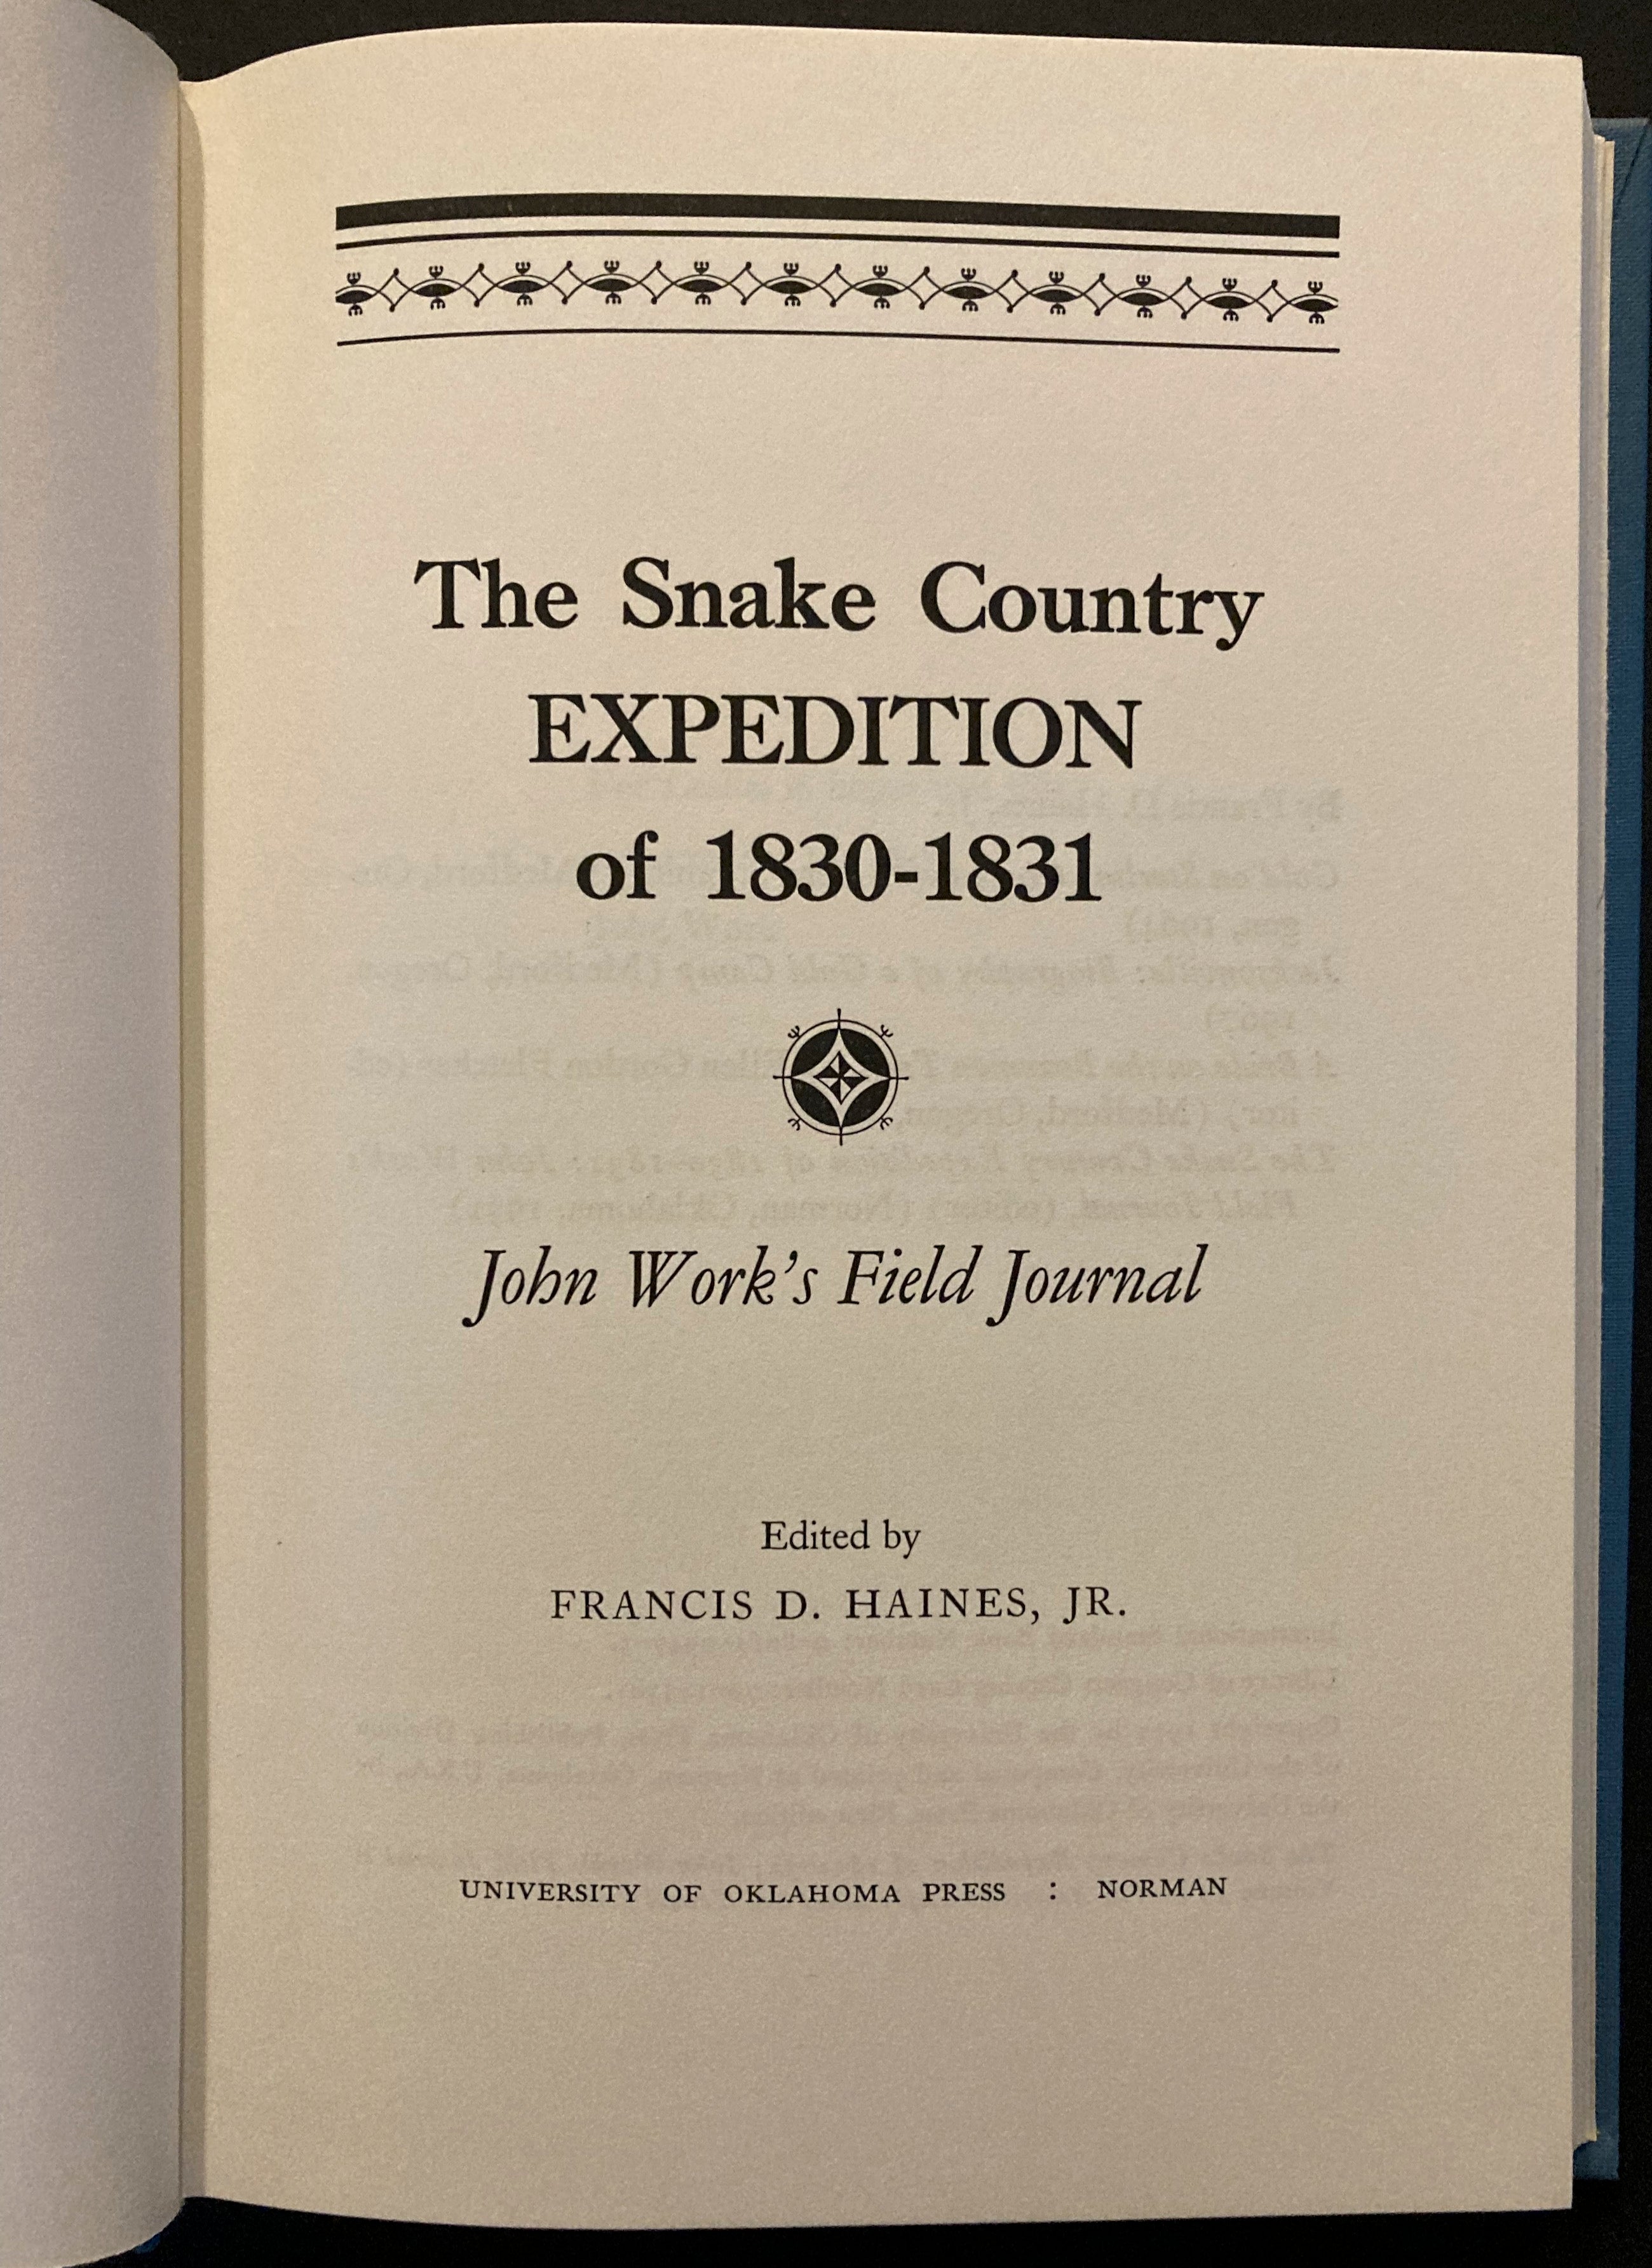 The Snake Country
EXPEDITION
of 1830-1831
John Work's Field Journal
Edited by
FRANCIS D. HAINES, JR.
UNIVERSITY OF OKLAHOMA PRESS : NORMAN